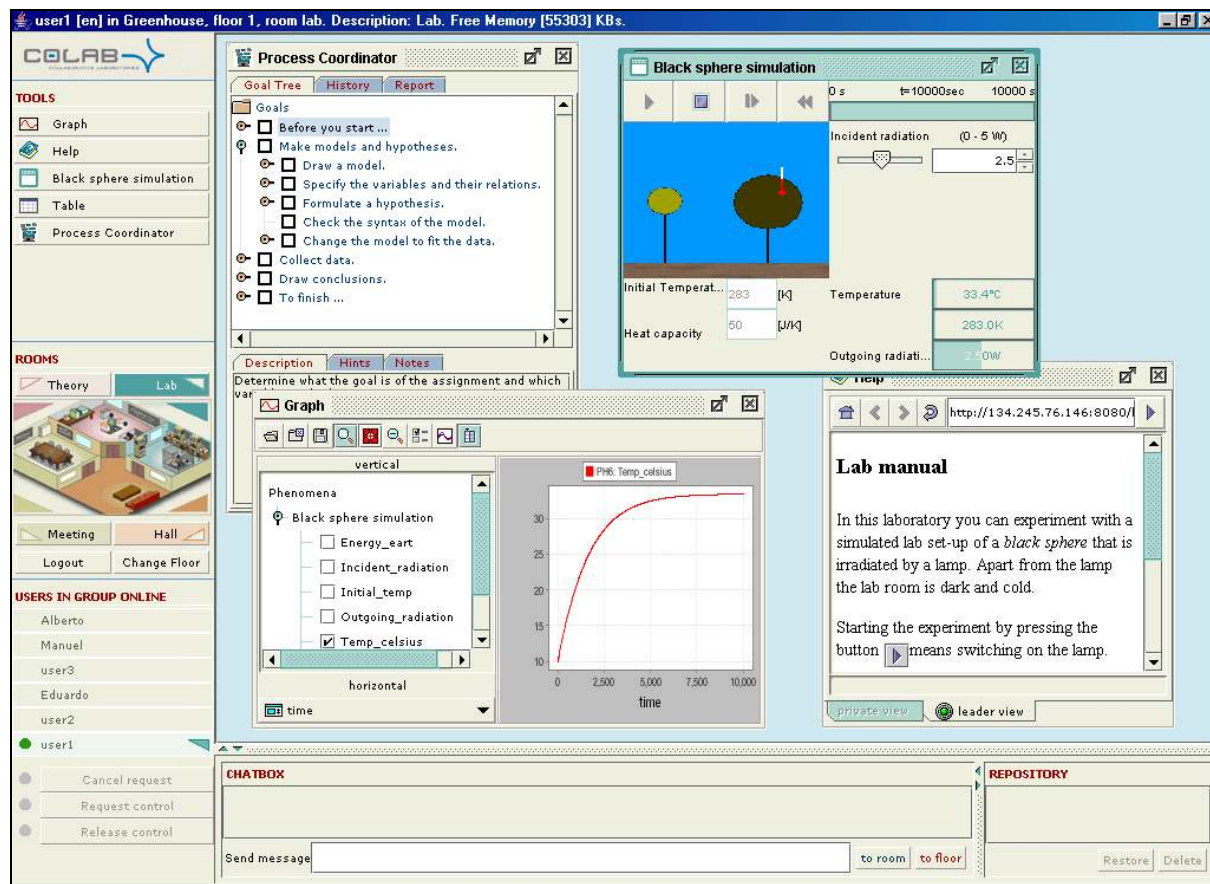 user1 [en] in Greenhouse, floor 1, room lab. Description: Lab. Free Memory [55303] KBs.
COLAB
COLLABORATIVE LABORATORIES
TOOLS
Graph
Help
Black sphere simulation
Table
Process Coordinator
ROOMS
Theory
Lab
Meeting
Hall
Logout
Change Floor
USERS IN GROUP ONLINE
Alberto
Manuel
user3
Eduardo
user2
user1
Cancel request
Request control
Release control
Process Coordinator
Goal Tree
History
Report
Goals
Before you start ...
Make models and hypotheses.
Draw a model.
Specify the variables and their relations.
Formulate a hypothesis.
Check the syntax of the model.
Change the model to fit the data.
Collect data.
Draw conclusions.
To finish ...
Description
Hints
Notes
Determine what the goal is of the assignment and which
Black sphere simulation
0 s
t=10000sec
10000 s
Incident radiation
(0 - 5 W)
2.5
Initial Temperat...
283
[K]
Heat capacity
50
[J/K]
Temperature
33.4°C
283.0K
Outgoing radiati...
2.50W
Graph
vertical
Phenomena
Black sphere simulation
Energy_eart
Incident_radiation
Initial_temp
Outgoing_radiation
Temp_celsius
horizontal
time
PH6: Temp_celsius
30
25
20
15
10
0
2,500
5,000
7,500
10,000
time
Help
http://134.245.76.146:8080/l
Lab manual
In this laboratory you can experiment with a
simulated lab set-up of a black sphere that is
irradiated by a lamp. Apart from the lamp
the lab room is dark and cold.
Starting the experiment by pressing the
button means switching on the lamp.
private view
leader view
CHATBOX
Send message
to room
to floor
REPOSITORY
Restore
Delete